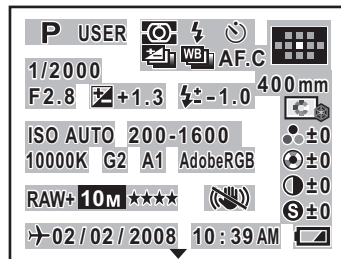 P USER
WB AF.C
1/2000
400mm
F2.8 +1.3 -1.0
C
ISO AUTO 200-1600 ±0
10000K G2 A1 AdobeRGB ±0
±0
RAW+ 10M ★★★★ S ±0
02/02/2008 10:39AM